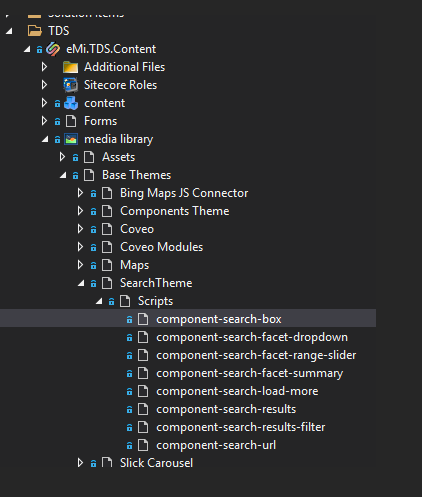 Solution Items
TDS
eMi.TDS.Content
Additional Files
Sitecore Roles
content
Forms
media library
Assets
Base Themes
Bing Maps JS Connector
Components Theme
Coveo
Coveo Modules
Maps
SearchTheme
Scripts
component-search-box
component-search-facet-dropdown
component-search-facet-range-slider
component-search-facet-summary
component-search-load-more
component-search-results
component-search-results-filter
component-search-url
Slick Carousel